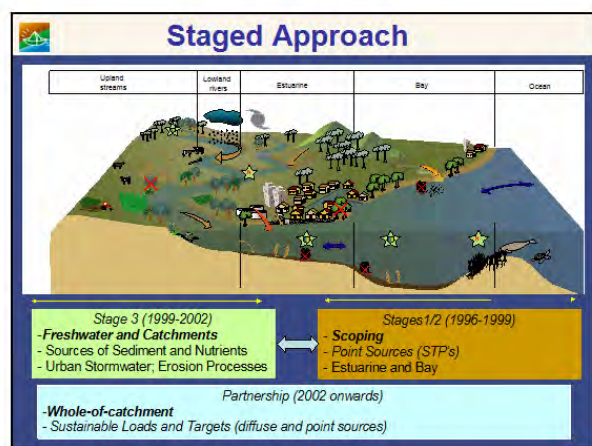 Staged Approach
Upland
streams
Lowland
rivers
Estuarine
Bay
Ocean
Stage 3 (1999-2002)
-Freshwater and Catchments
- Sources of Sediment and Nutrients
- Urban Stormwater; Erosion Processes
Stages1/2 (1996-1999)
-Scoping
- Point Sources (STP's)
- Estuarine and Bay
Partnership (2002 onwards)
-Whole-of-catchment
- Sustainable Loads and Targets (diffuse and point sources)